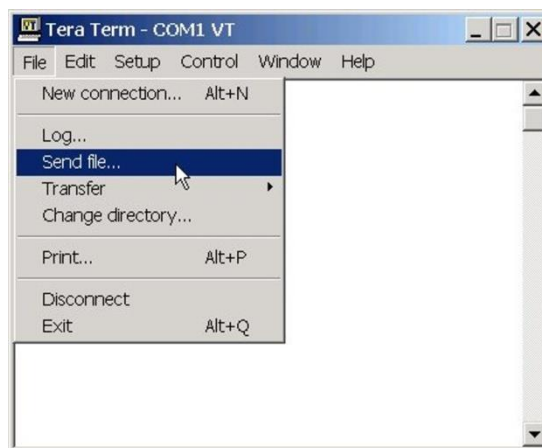 Tera Term - COM1 VT
File Edit Setup Control Window Help
New connection... Alt+N
Log...
Send file...
Transfer
Change directory...
Print... Alt+P
Disconnect
Exit Alt+Q